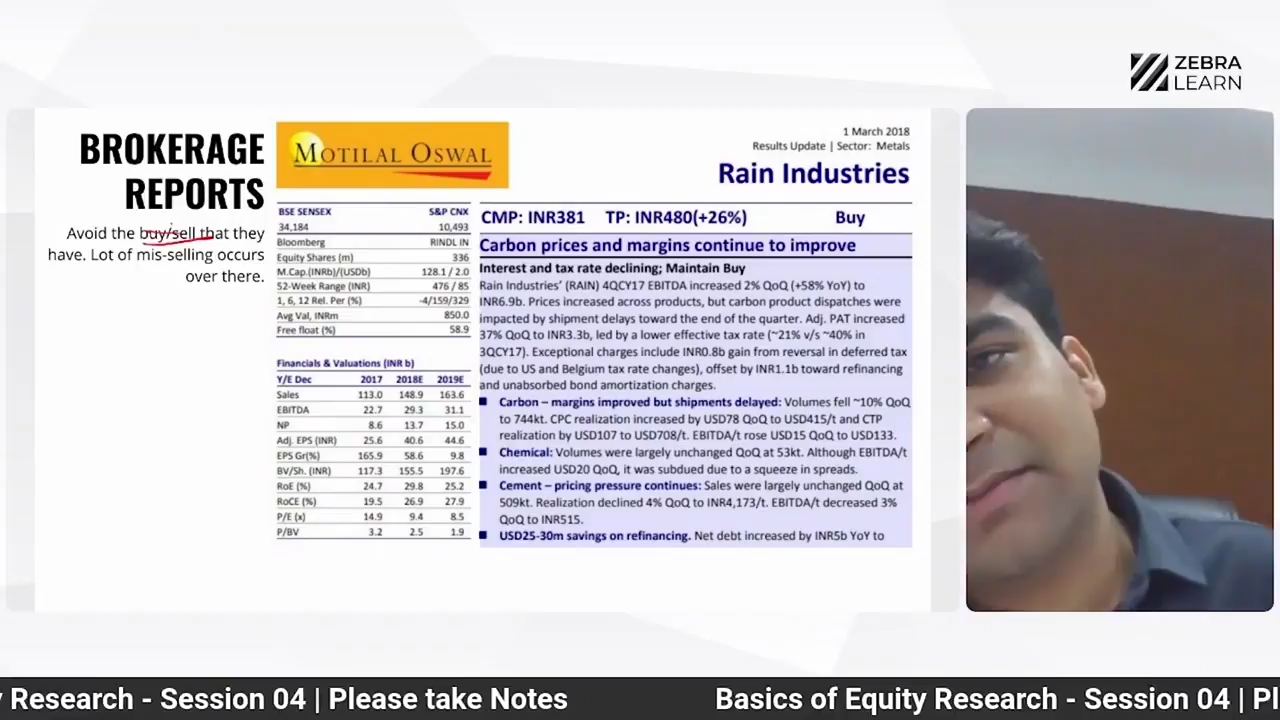 ZEBRA
LEARN
BROKERAGE
REPORTS
Avoid the buy/sell that they
have. Lot of mis-selling occurs
over there.
MOTILAL OSWAL
1 March 2018
Results Update | Sector: Metals
Rain Industries
BSE SENSEX S&P CNX
34,184 10,493
Bloomberg RINDL IN
Equity Shares (m) 336
M.Cap.(INRb)/(USDb) 128.1 / 2.0
52-Week Range (INR) 476 / 85
1, 6, 12 Rel. Per (%) -4/159/329
Avg Val, INRm 850.0
Free float (%) 58.9
Financials & Valuations (INR b)
Y/E Dec 2017 2018E 2019E
Sales 113.0 148.9 163.6
EBITDA 22.7 29.3 31.1
NP 8.6 13.7 15.0
Adj. EPS (INR) 25.6 40.6 44.6
EPS Gr(%) 165.9 58.6 9.8
BV/Sh. (INR) 117.3 155.5 197.6
RoE (%) 24.7 29.8 25.2
RoCE (%) 19.5 26.9 27.9
P/E (x) 14.9 9.4 8.5
P/BV 3.2 2.5 1.9
CMP: INR381 TP: INR480(+26%) Buy
Carbon prices and margins continue to improve
Interest and tax rate declining; Maintain Buy
Rain Industries’ (RAIN) 4QCY17 EBITDA increased 2% QoQ (+58% YoY) to
INR6.9b. Prices increased across products, but carbon product dispatches were
impacted by shipment delays toward the end of the quarter. Adj. PAT increased
37% QoQ to INR3.3b, led by a lower effective tax rate (~21% v/s ~40% in
3QCY17). Exceptional charges include INR0.8b gain from reversal in deferred tax
(due to US and Belgium tax rate changes), offset by INR1.1b toward refinancing
and unabsorbed bond amortization charges.
Carbon – margins improved but shipments delayed: Volumes fell ~10% QoQ
to 744kt. CPC realization increased by USD78 QoQ to USD415/t and CTP
realization by USD107 to USD708/t. EBITDA/t rose USD15 QoQ to USD133.
Chemical: Volumes were largely unchanged QoQ at 53kt. Although EBITDA/t
increased USD20 QoQ, it was subdued due to a squeeze in spreads.
Cement – pricing pressure continues: Sales were largely unchanged QoQ at
509kt. Realization declined 4% QoQ to INR4,173/t. EBITDA/t decreased 3%
QoQ to INR515.
USD25-30m savings on refinancing. Net debt increased by INR5b YoY to
y Research - Session 04 | Please take Notes Basics of Equity Research - Session 04 | Pl